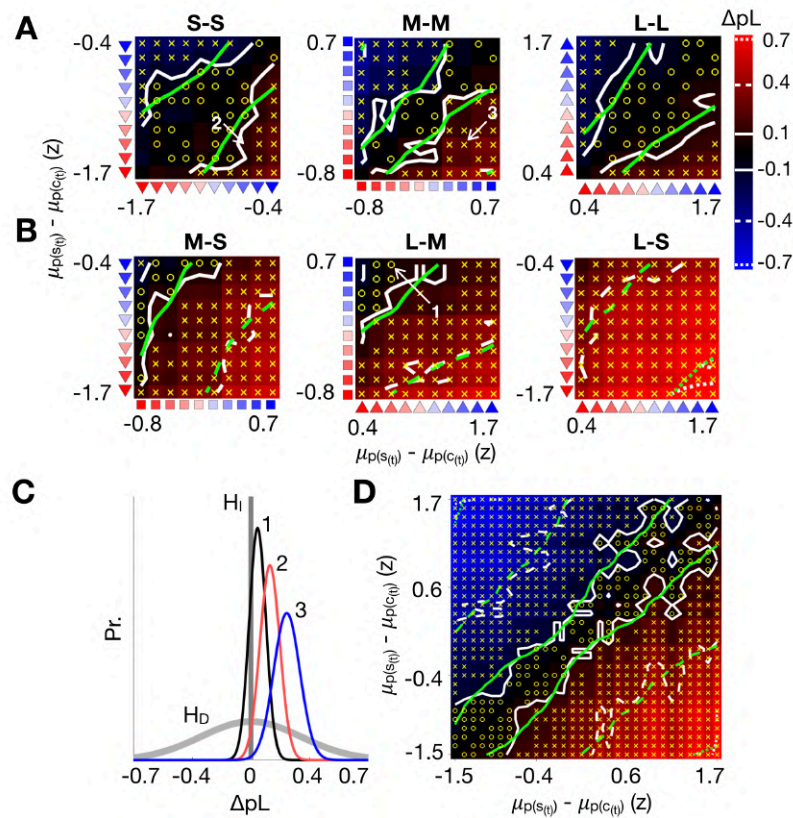 A
S-S
M-M
L-L
ΔpL
-0.4
-1.7
-1.7
-0.4
0.7
-0.8
-0.8
0.7
1.7
0.4
0.4
1.7
2
3
0.7
0.4
0.1
-0.1
-0.4
-0.7
μp(s(t)) - μp(c(t)) (z)
B
M-S
L-M
L-S
-0.4
-1.7
-0.8
0.7
0.7
-0.8
0.4
1.7
-0.4
-1.7
0.4
1.7
1
μp(s(t)) - μp(c(t)) (z)
C
HI
1
2
3
HD
Pr.
-0.7
-0.4
0
0.4
0.7
ΔpL
D
1.7
0.6
-0.4
-1.5
μp(s(t)) - μp(c(t)) (z)
-1.5
-0.4
0.6
1.7
μp(s(t)) - μp(c(t)) (z)